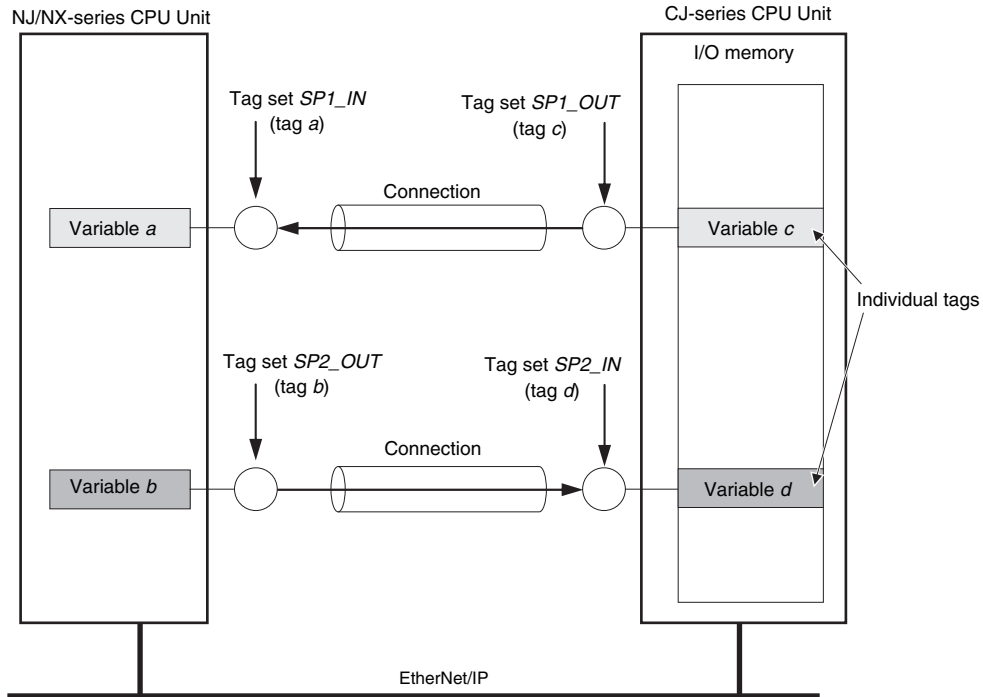 NJ/NX-series CPU Unit
CJ-series CPU Unit
I/O memory
Tag set SP1_IN
(tag a)
Tag set SP1_OUT
(tag c)
Connection
Variable a
Variable c
Individual tags
Tag set SP2_OUT
(tag b)
Tag set SP2_IN
(tag d)
Connection
Variable b
Variable d
EtherNet/IP